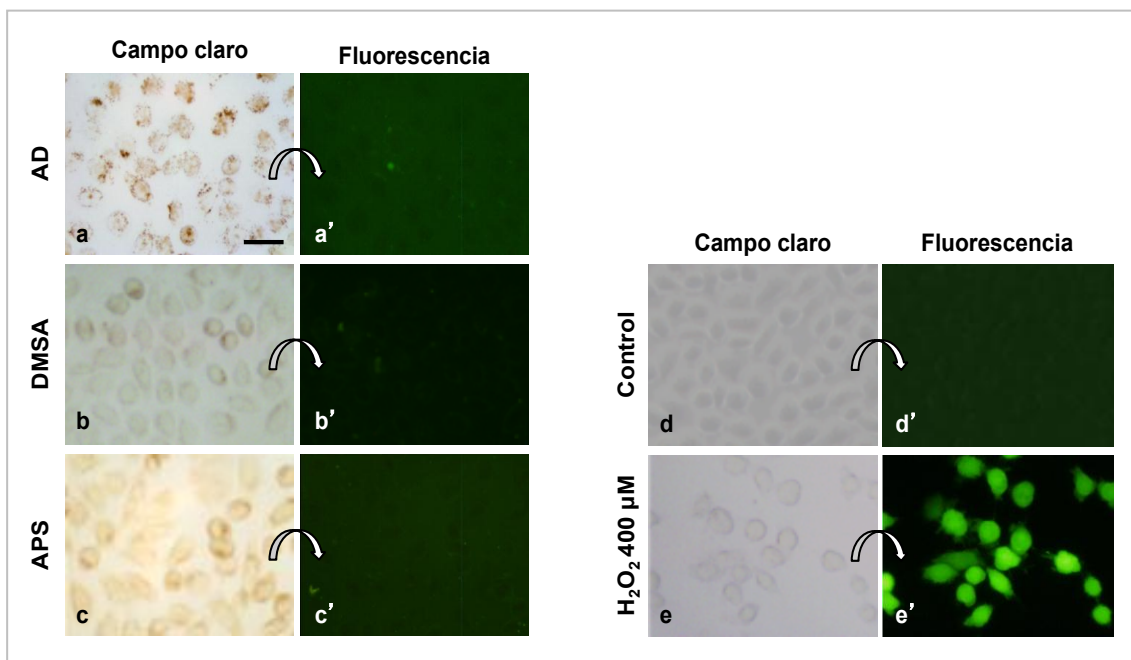 Campo claro
Fluorescencia
AD
a
a’
DMSA
b
b’
APS
c
c’
Campo claro
Fluorescencia
Control
d
d’
H₂O₂ 400 µM
e
e’